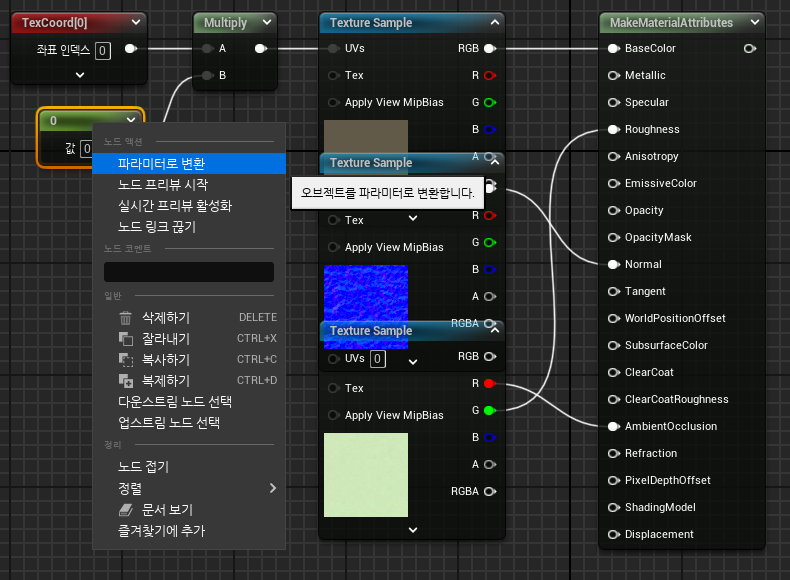 TexCoord[0]
좌표 인덱스 0
Multiply
A
B
0
값 0
노드 액션
파라미터로 변환
노드 프리뷰 시작
실시간 프리뷰 활성화
노드 링크 끊기
노드 코멘트
일반
삭제하기 DELETE
잘라내기 CTRL+X
복사하기 CTRL+C
복제하기 CTRL+D
다운스트림 노드 선택
업스트림 노드 선택
정리
노드 접기
정렬
문서 보기
즐겨찾기에 추가
오브젝트를 파라미터로 변환합니다.
Texture Sample
UVs RGB
Tex R
Apply View MipBias G
B
A
Texture Sample
Tex R
Apply View MipBias G
B
A
RGBA
Texture Sample
UVs 0 RGB
Tex R
Apply View MipBias G
B
A
RGBA
MakeMaterialAttributes
BaseColor
Metallic
Specular
Roughness
Anisotropy
EmissiveColor
Opacity
OpacityMask
Normal
Tangent
WorldPositionOffset
SubsurfaceColor
ClearCoat
ClearCoatRoughness
AmbientOcclusion
Refraction
PixelDepthOffset
ShadingModel
Displacement